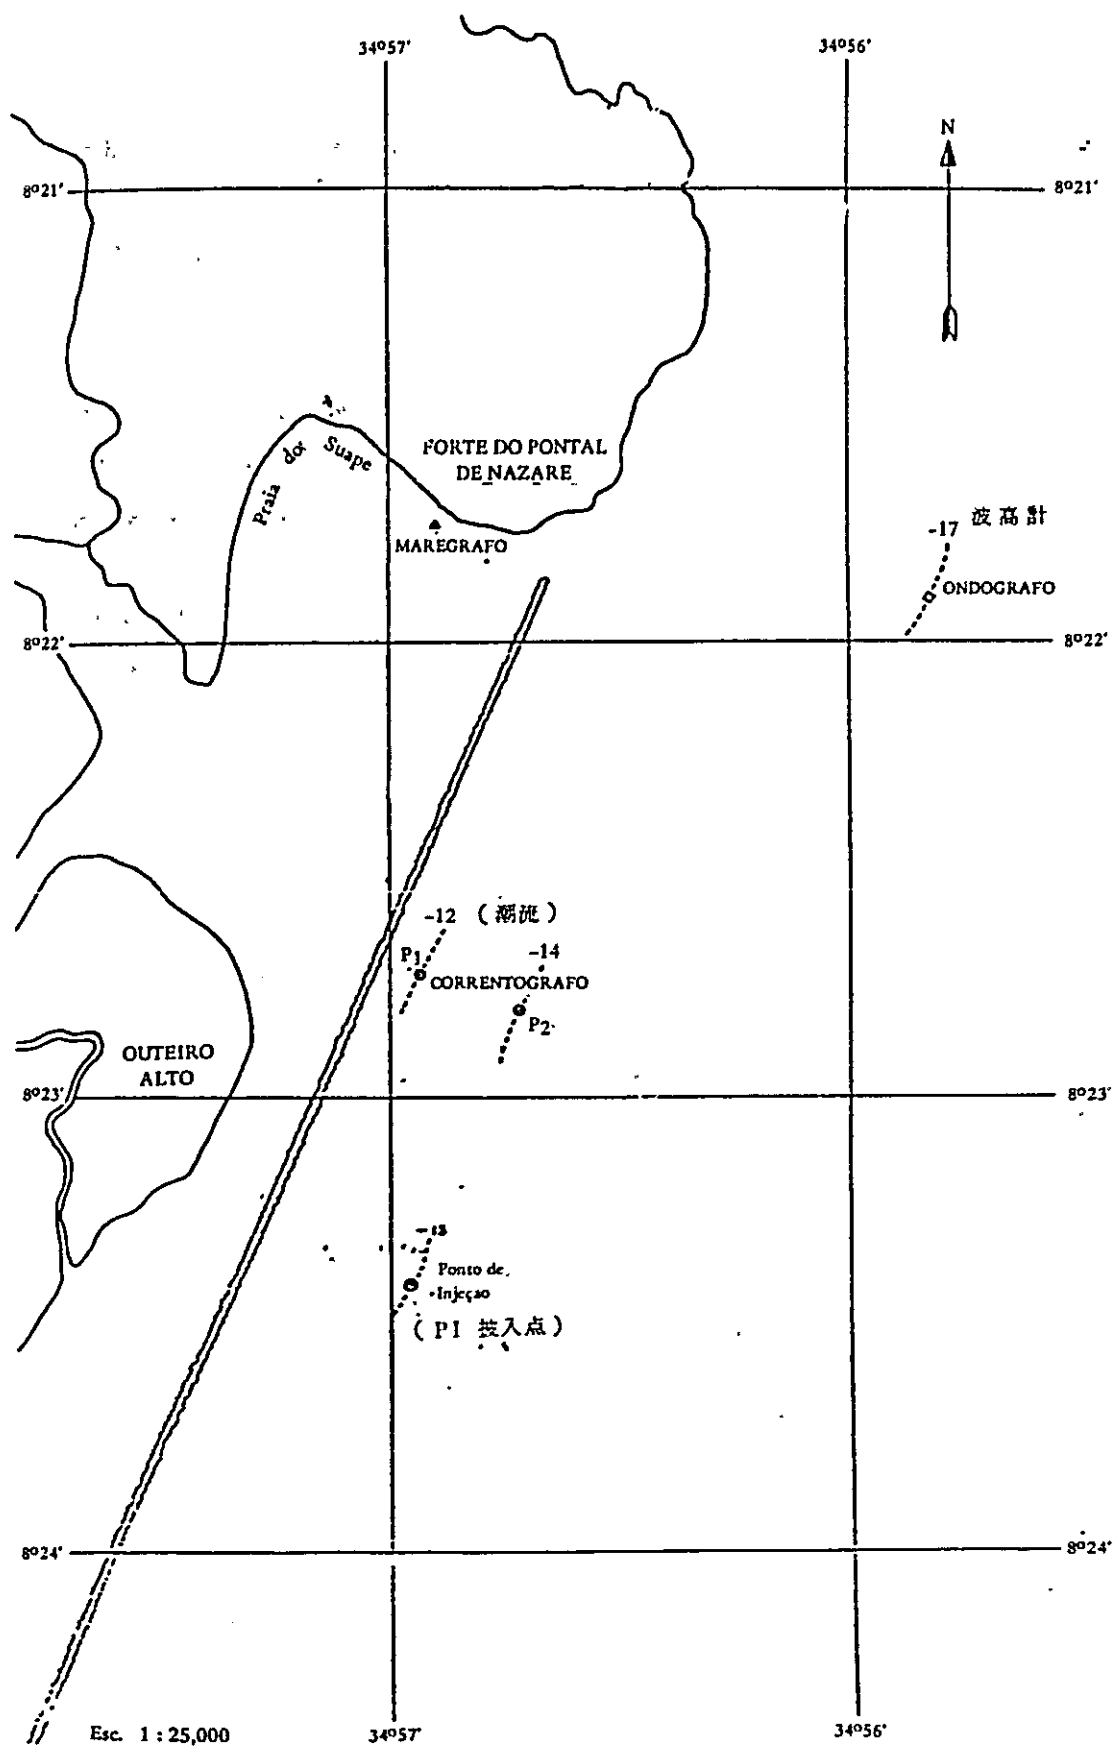 34°57'
34°56'
N
8°21'
8°21'
Praia do: Suape
FORTE DO PONTAL
DE NAZARE
MAREGRAFO
波高計
-17
ONDOGRAFO
8°22'
8°22'
-12 (潮流)
P1
CORRENTOGRAFO
-14
P2
OUTEIRO
ALTO
8°23'
8°23'
Ponto de
Injeçao
(PI 投入点)
8°24'
8°24'
Esc. 1 : 25,000
34°57'
34°56'